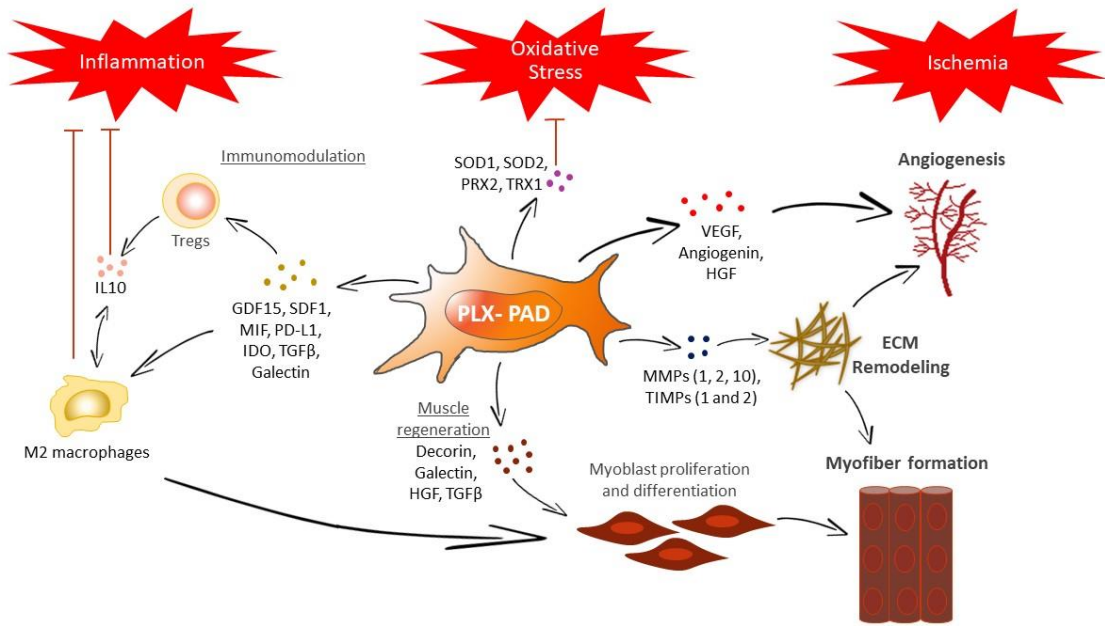 Inflammation
Oxidative
Stress
Ischemia
Immunomodulation
SOD1, SOD2,
PRX2, TRX1
Angiogenesis
Tregs
VEGF,
Angiogenin,
HGF
IL10
GDF15, SDF1,
MIF, PD-L1,
IDO, TGFβ,
Galectin
PLX- PAD
ECM
Remodeling
MMPs (1, 2, 10),
TIMPs (1 and 2)
M2 macrophages
Muscle
regeneration
Decorin,
Galectin,
HGF, TGFβ
Myoblast proliferation
and differentiation
Myofiber formation